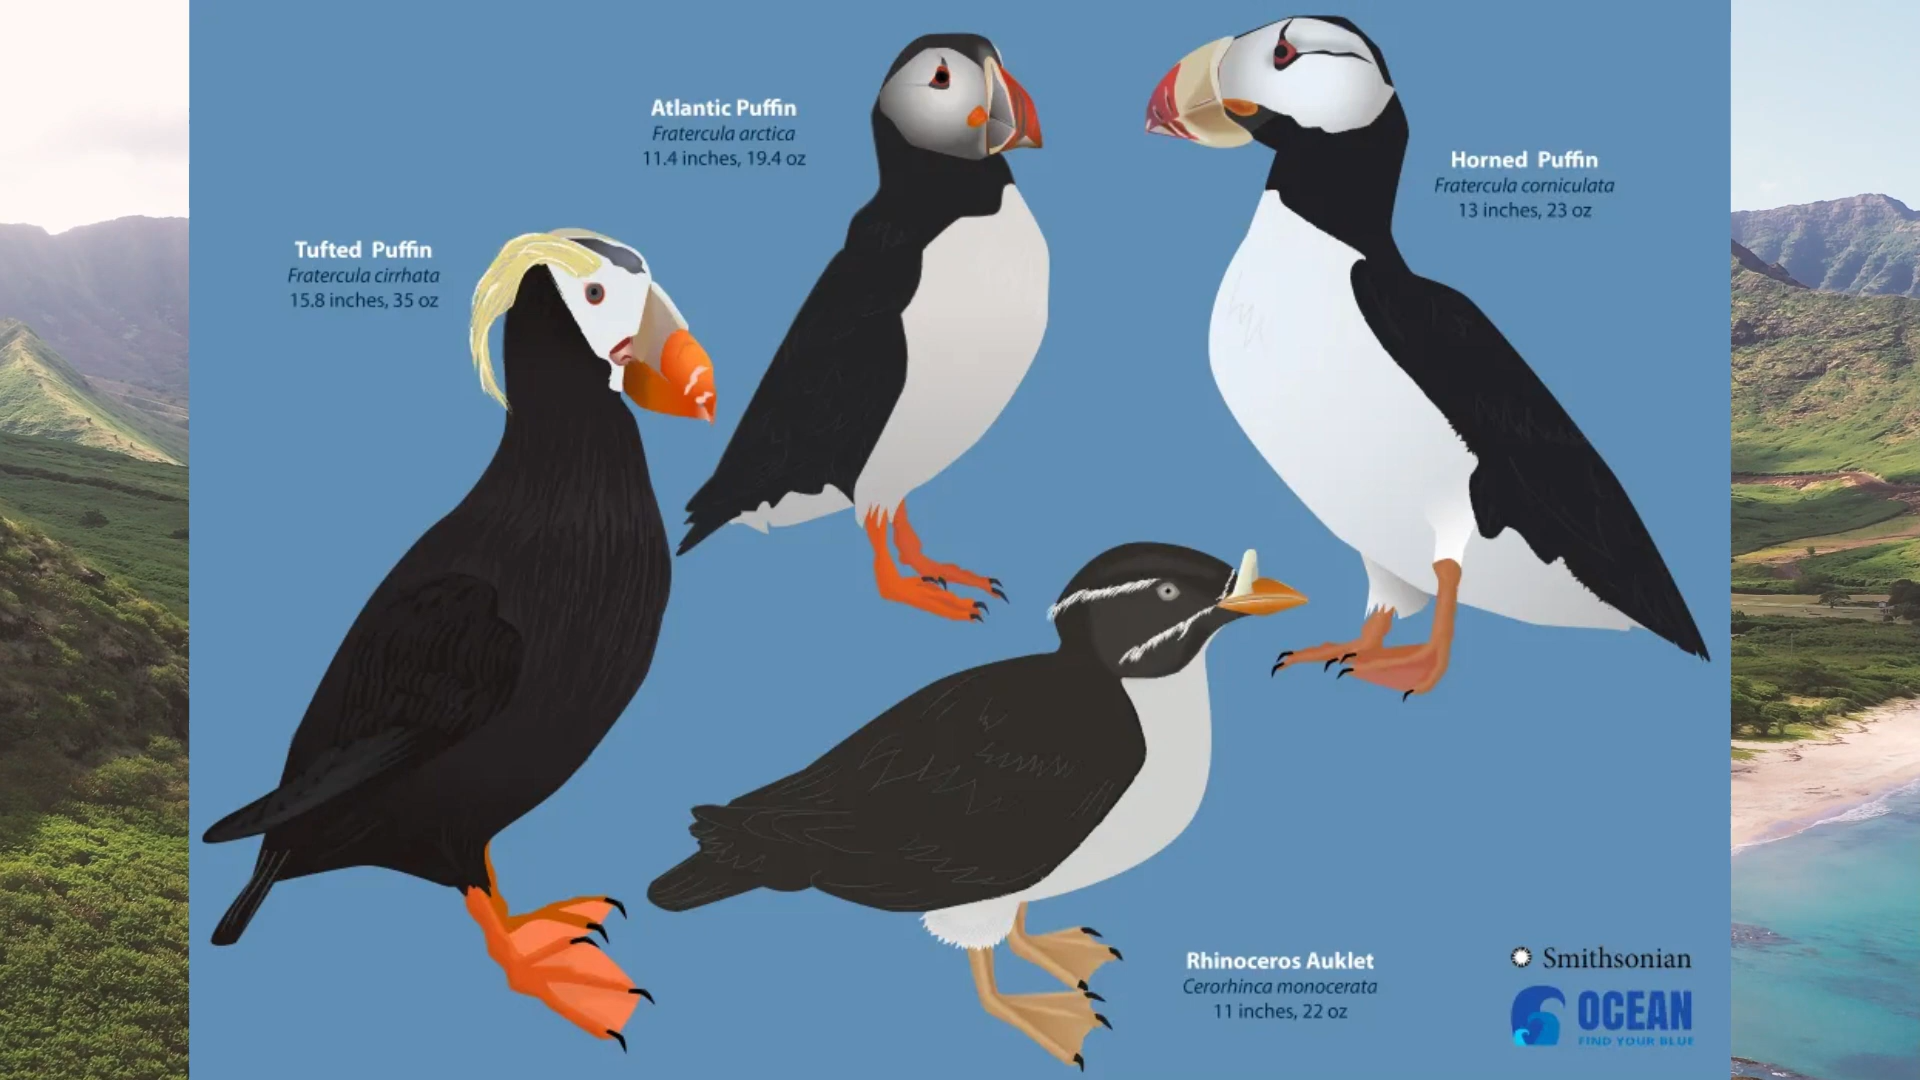 Atlantic Puffin
Fratercula arctica
11.4 inches, 19.4 oz
Horned Puffin
Fratercula corniculata
13 inches, 23 oz
Tufted Puffin
Fratercula cirrhata
15.8 inches, 35 oz
Rhinoceros Auklet
Cerorhinca monocerata
11 inches, 22 oz
Smithsonian
OCEAN
FIND YOUR BLUE